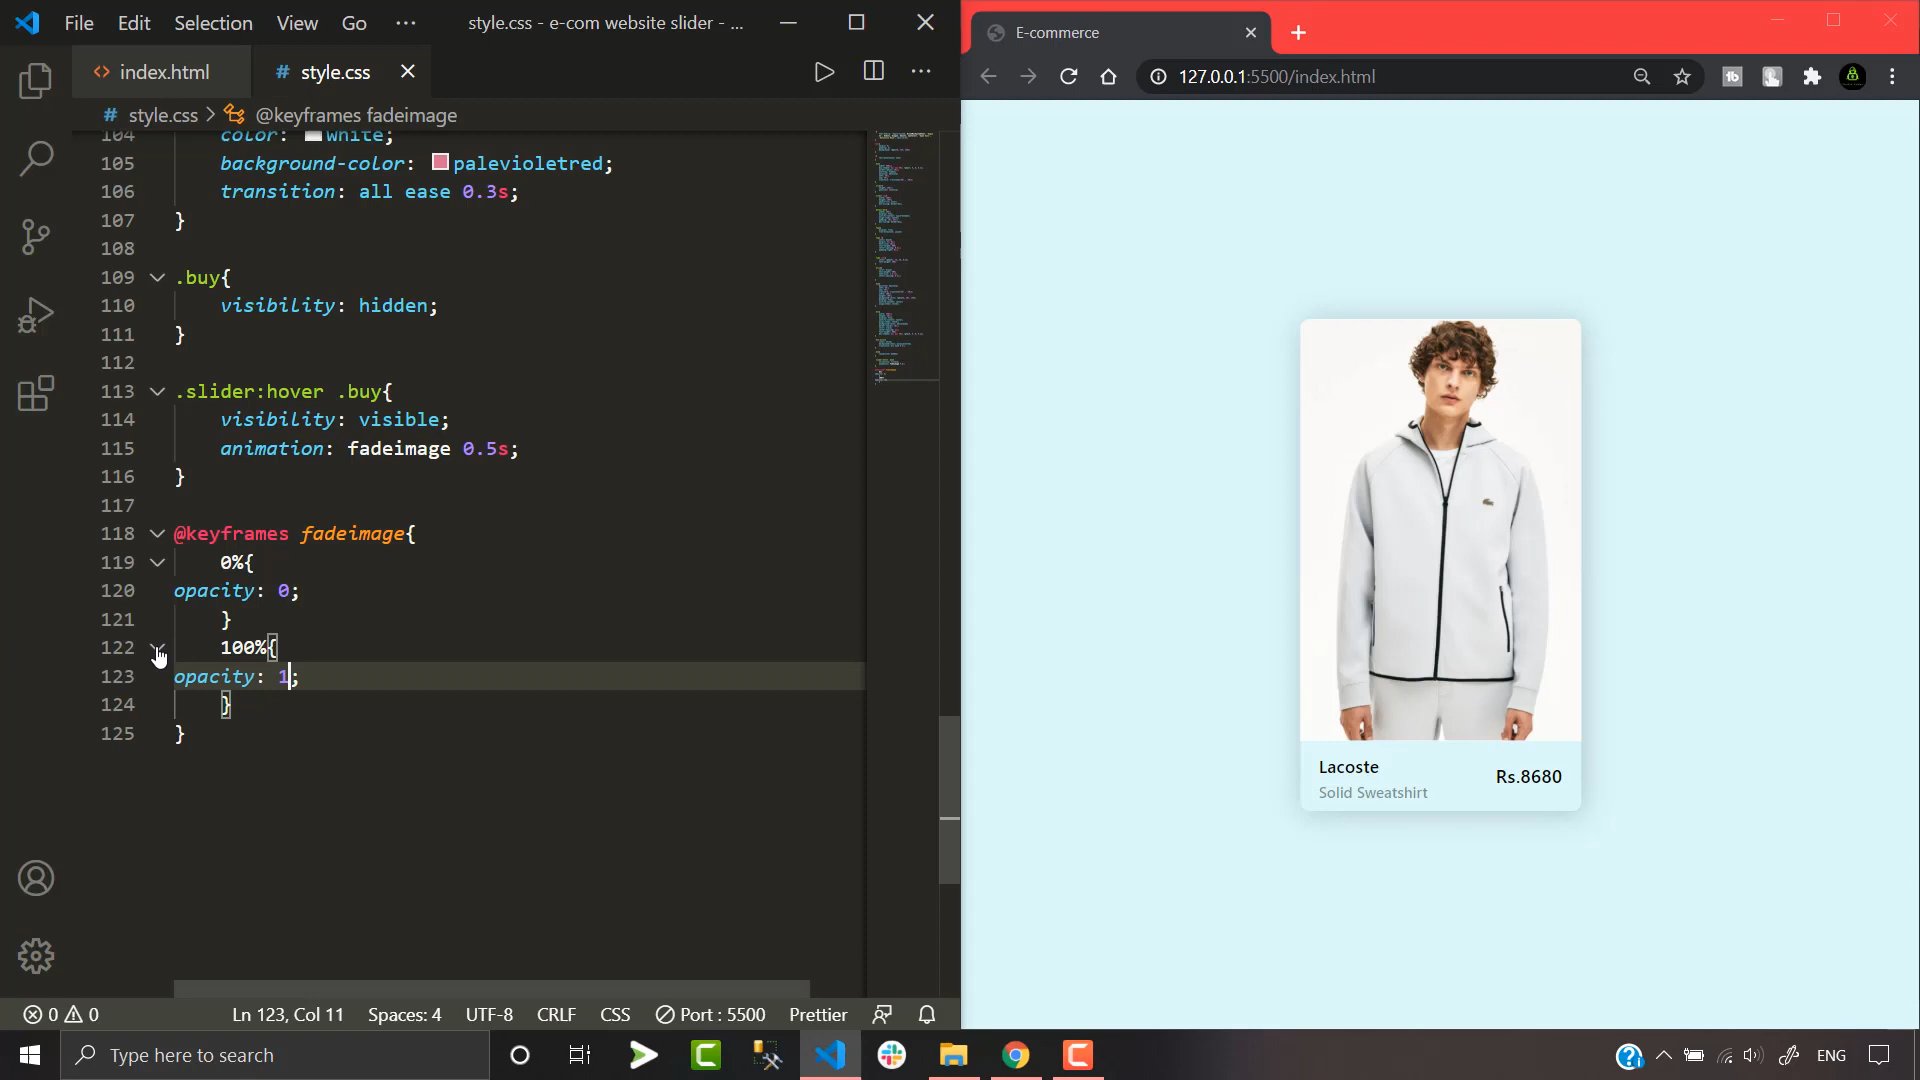 File Edit Selection View Go ··· style.css - e-com website slider - ...
index.html # style.css
# style.css > @keyframes fadeimage
104 color: white;
105 background-color: palevioletred;
106 transition: all ease 0.3s;
107 }
108
109 .buy{
110 visibility: hidden;
111 }
112
113 .slider:hover .buy{
114 visibility: visible;
115 animation: fadeimage 0.5s;
116 }
117
118 @keyframes fadeimage{
119 0%{
120 opacity: 0;
121 }
122 100%{
123 opacity: 1;
124 }
125 }
0 0 Ln 123, Col 11 Spaces: 4 UTF-8 CRLF CSS Port : 5500 Prettier
E-commerce
127.0.0.1:5500/index.html
Lacoste
Rs.8680
Solid Sweatshirt
Type here to search
ENG